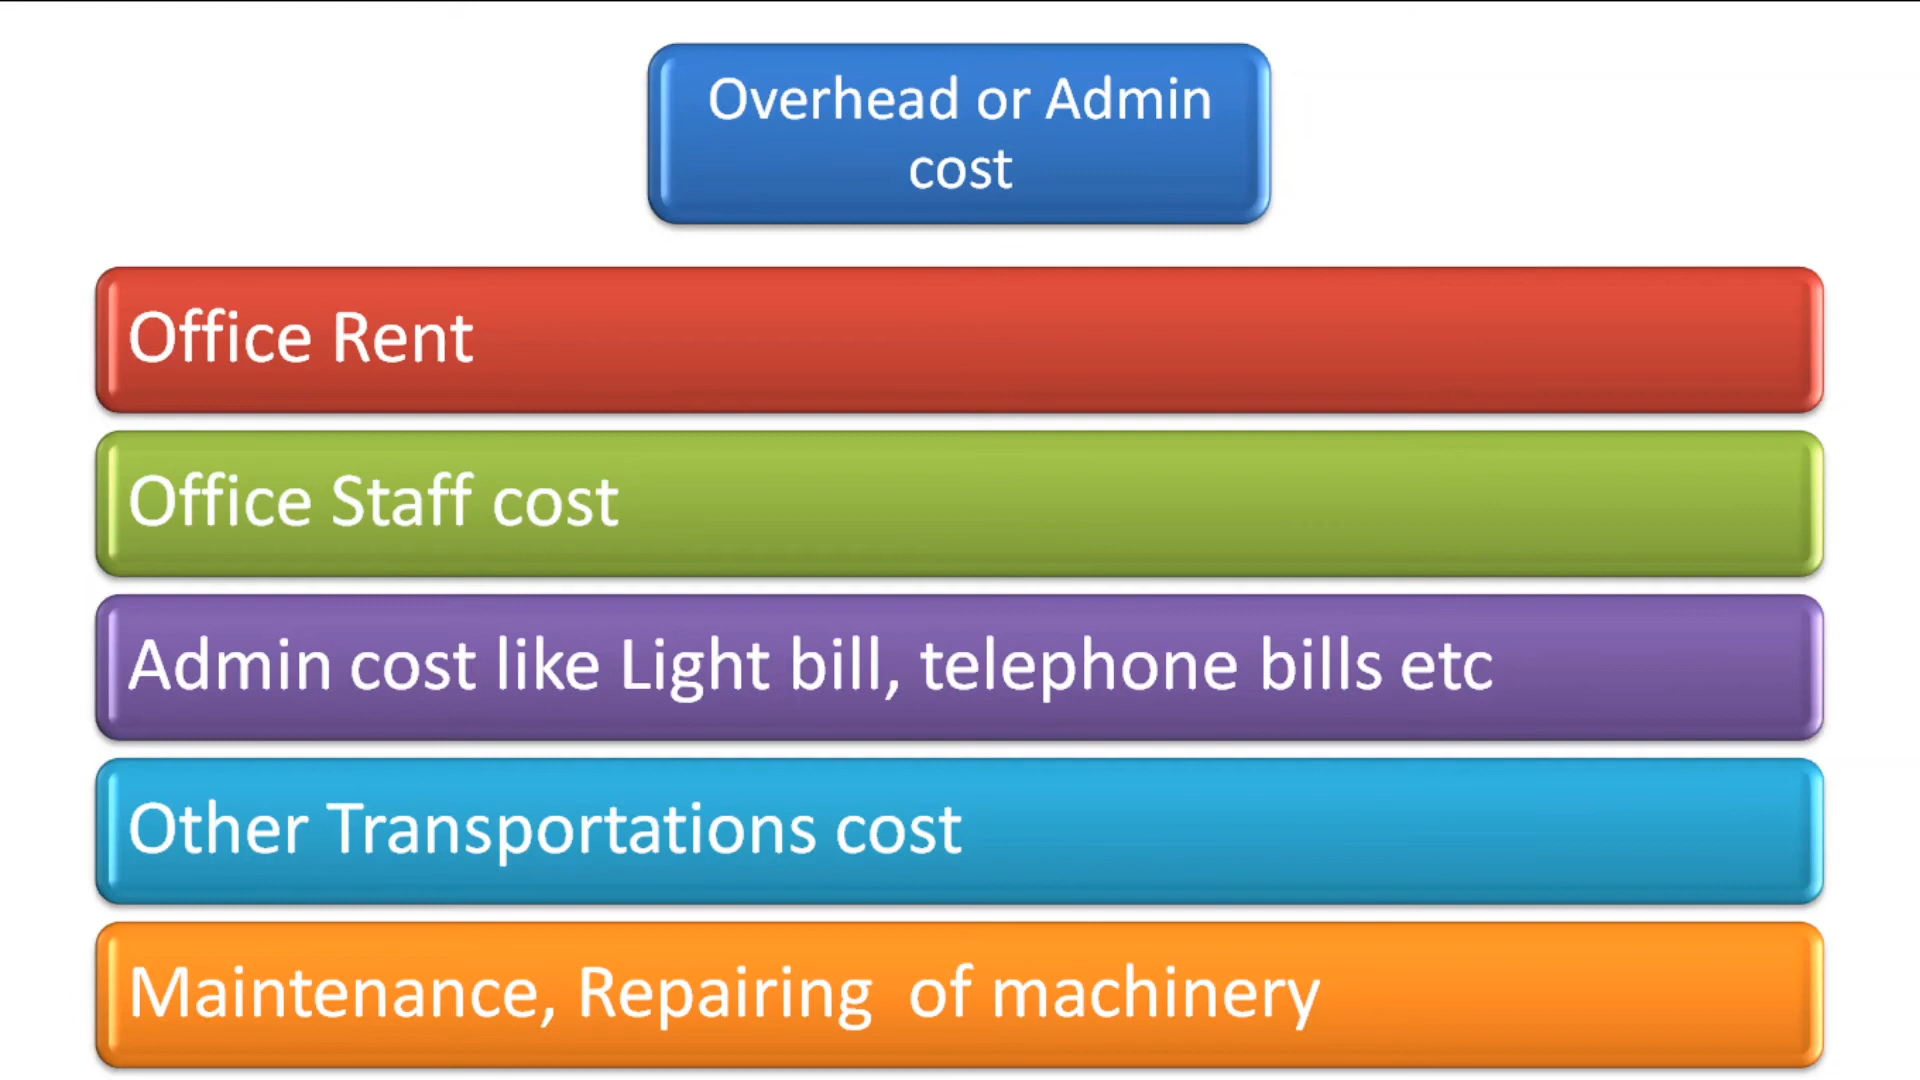 Overhead or Admin
cost
Office Rent
Office Staff cost
Admin cost like Light bill, telephone bills etc
Other Transportations cost
Maintenance, Repairing  of machinery